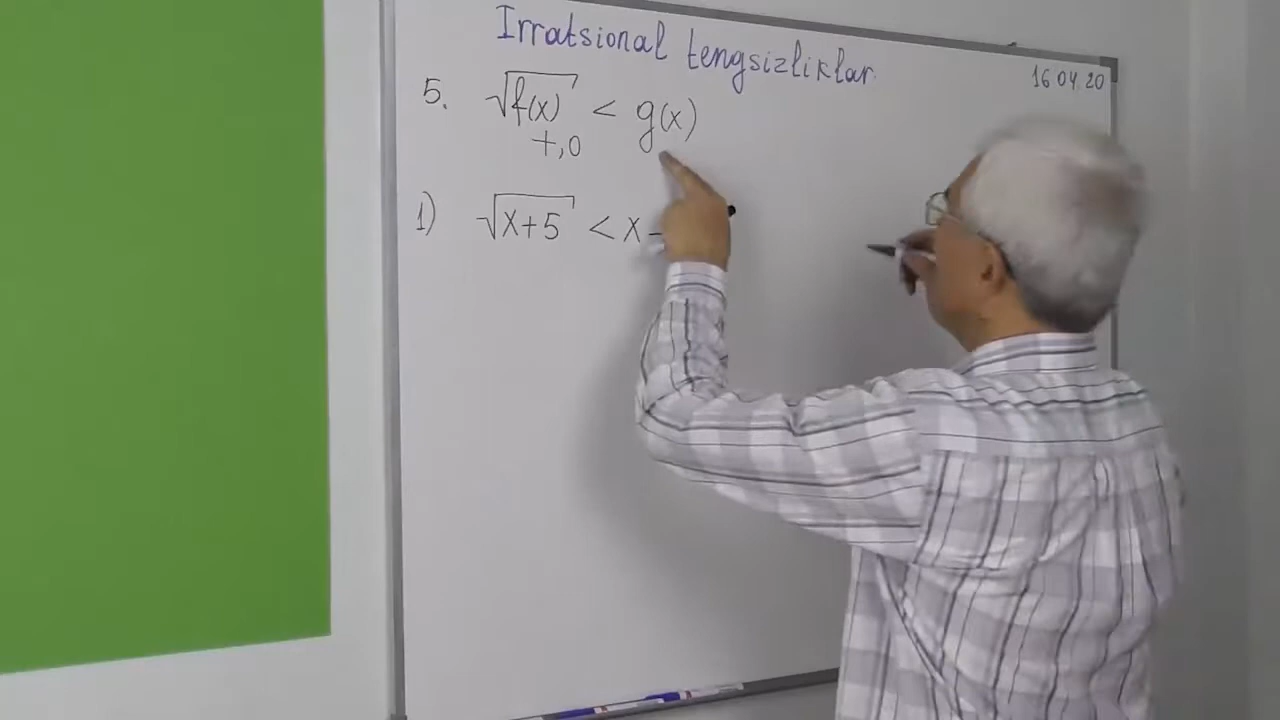 Irratsional tengsizliklar
16 04 20
5. √f(x) < g(x)
+,0
1) √x+5 < x-